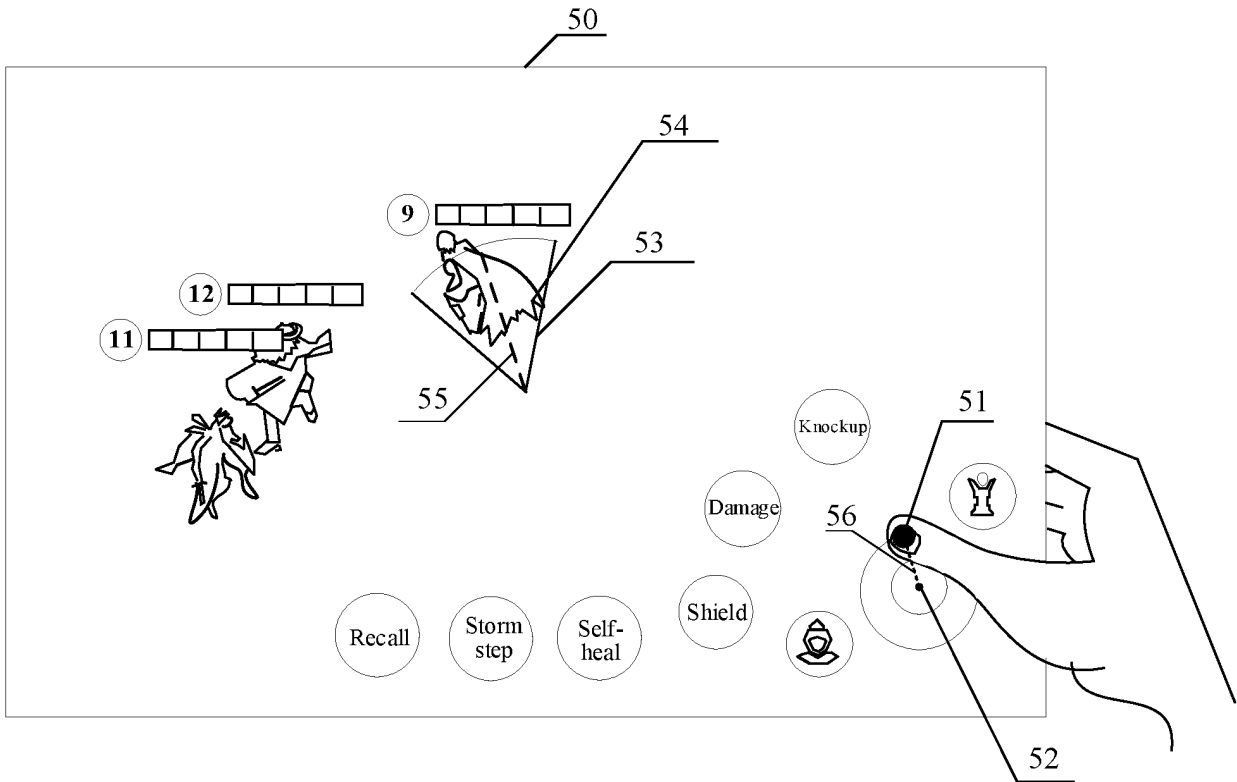 50
54
9
53
12
11
55
51
Knockup
Damage
56
Shield
Recall
Storm
step
Self-
heal
52